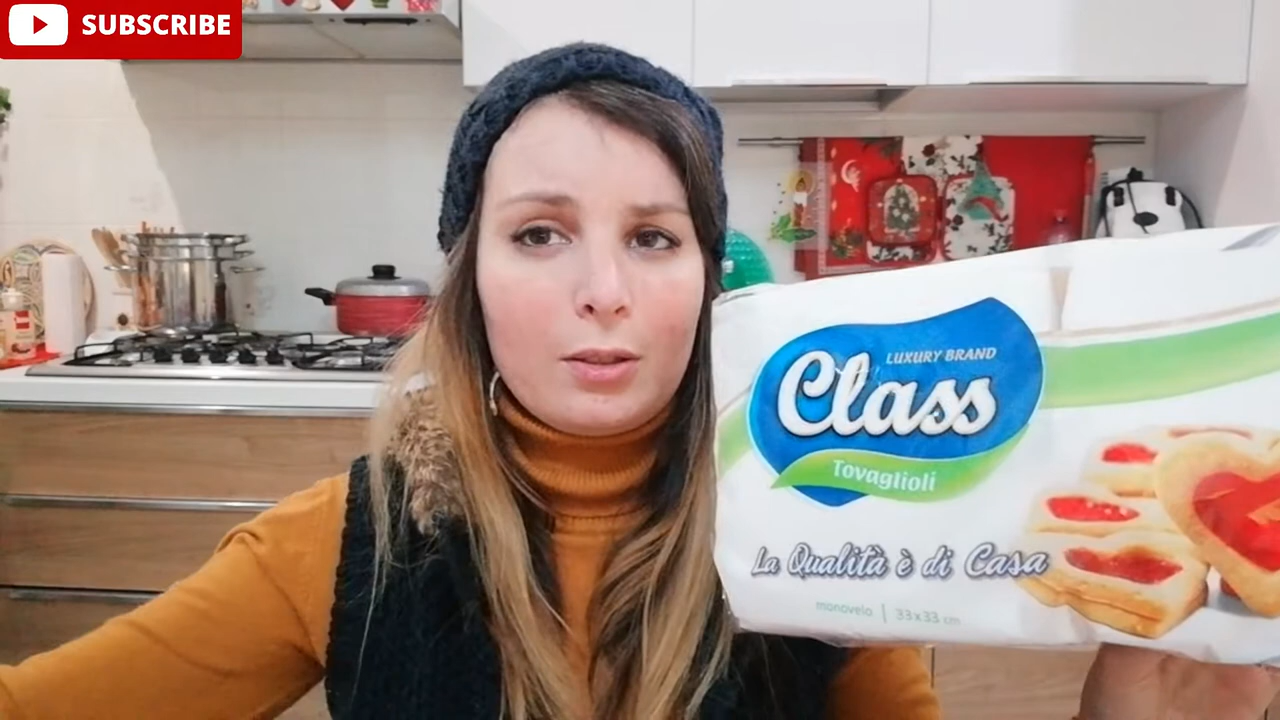 SUBSCRIBE
LUXURY BRAND
Class
Tovaglioli
La Qualità è di Casa
monovelo | 33x33 cm